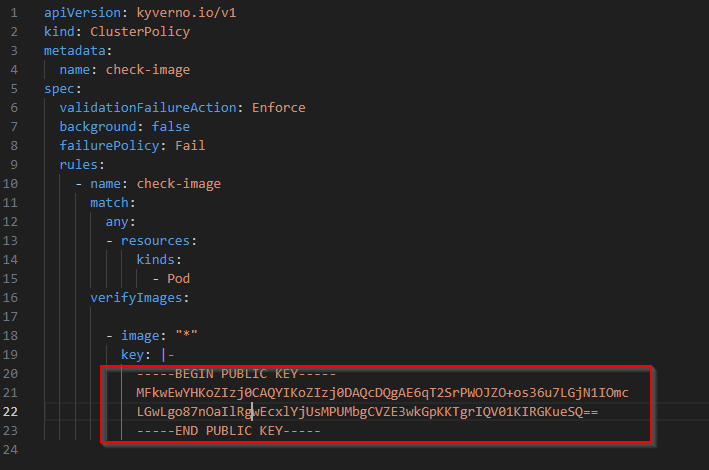 1 apiVersion: kyverno.io/v1
2 kind: ClusterPolicy
3 metadata:
4   name: check-image
5 spec:
6   validationFailureAction: Enforce
7   background: false
8   failurePolicy: Fail
9   rules:
10     - name: check-image
11       match:
12         any:
13         - resources:
14             kinds:
15               - Pod
16       verifyImages:
17
18         - image: "*"
19           key: |-
20             -----BEGIN PUBLIC KEY-----
21             MFkwEwYHKoZIzj0CAQYIKoZIzj0DAQcDQgAE6qT2SrPWOJZO+os36u7LGjN1IOmc
22             LGwLgo87nOaIlRgwEcxlYjUsMPUMbgCVZE3wkGpKKTgrIQV01KIRGKueSQ==
23             -----END PUBLIC KEY-----
24